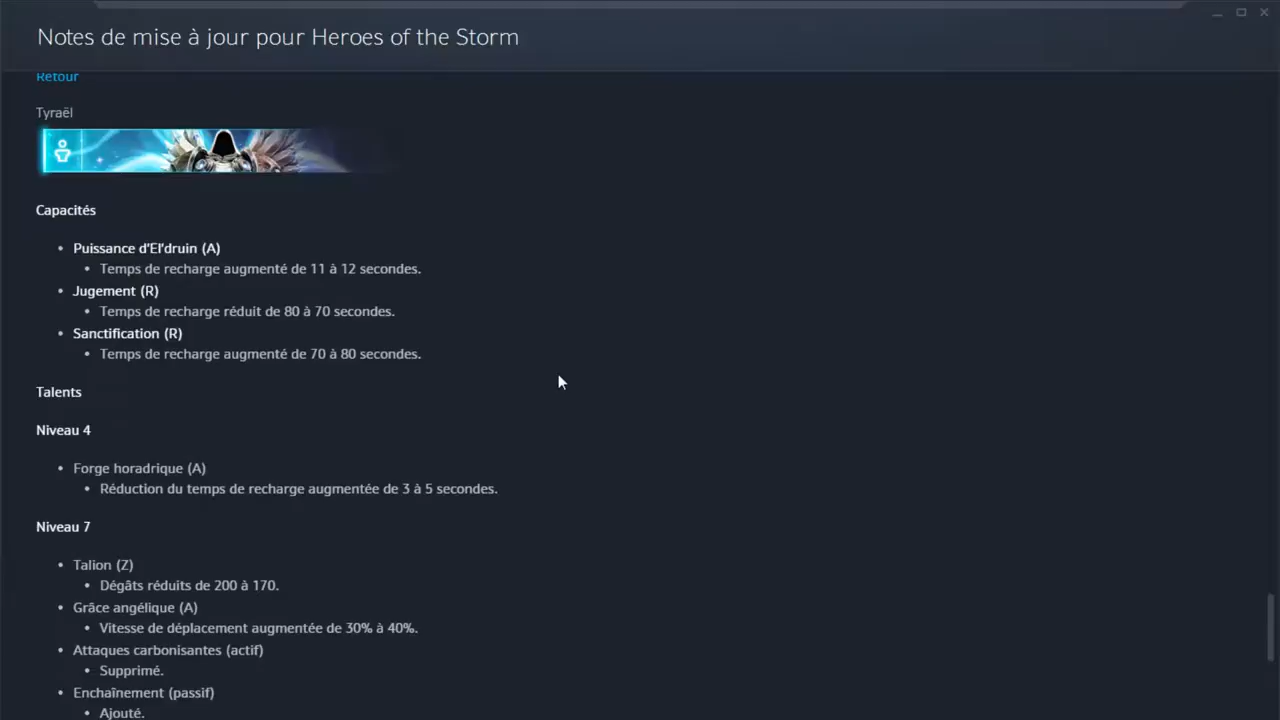 Notes de mise à jour pour Heroes of the Storm
Retour
Tyraël
Capacités
• Puissance d'El'druin (A)
• Temps de recharge augmenté de 11 à 12 secondes.
• Jugement (R)
• Temps de recharge réduit de 80 à 70 secondes.
• Sanctification (R)
• Temps de recharge augmenté de 70 à 80 secondes.
Talents
Niveau 4
• Forge horadrique (A)
• Réduction du temps de recharge augmentée de 3 à 5 secondes.
Niveau 7
• Talion (Z)
• Dégâts réduits de 200 à 170.
• Grâce angélique (A)
• Vitesse de déplacement augmentée de 30% à 40%.
• Attaques carbonisantes (actif)
• Supprimé.
• Enchaînement (passif)
• Ajouté.